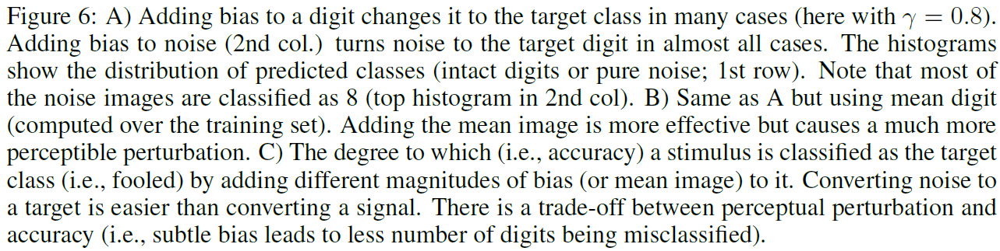 Figure 6: A) Adding bias to a digit changes it to the target class in many cases (here with γ = 0.8).
Adding bias to noise (2nd col.) turns noise to the target digit in almost all cases. The histograms
show the distribution of predicted classes (intact digits or pure noise; 1st row). Note that most of
the noise images are classified as 8 (top histogram in 2nd col). B) Same as A but using mean digit
(computed over the training set). Adding the mean image is more effective but causes a much more
perceptible perturbation. C) The degree to which (i.e., accuracy) a stimulus is classified as the target
class (i.e., fooled) by adding different magnitudes of bias (or mean image) to it. Converting noise to
a target is easier than converting a signal. There is a trade-off between perceptual perturbation and
accuracy (i.e., subtle bias leads to less number of digits being misclassified).